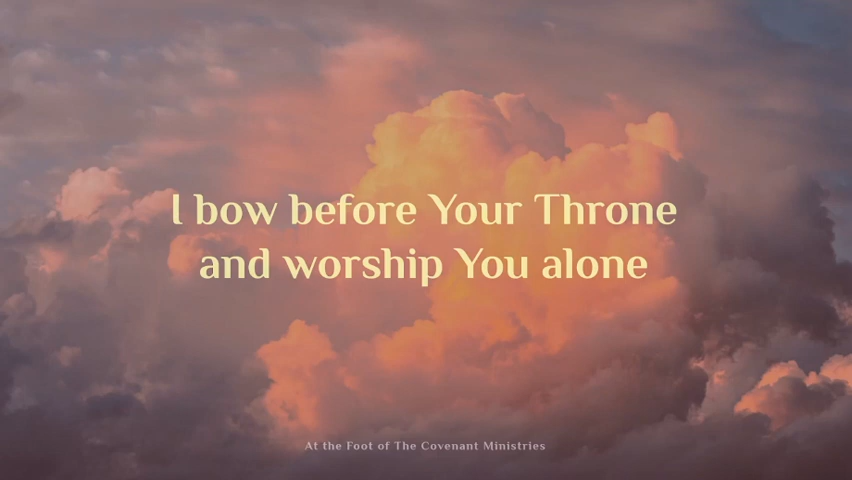 I bow before Your Throne
and worship You alone
At the Foot of The Covenant Ministries